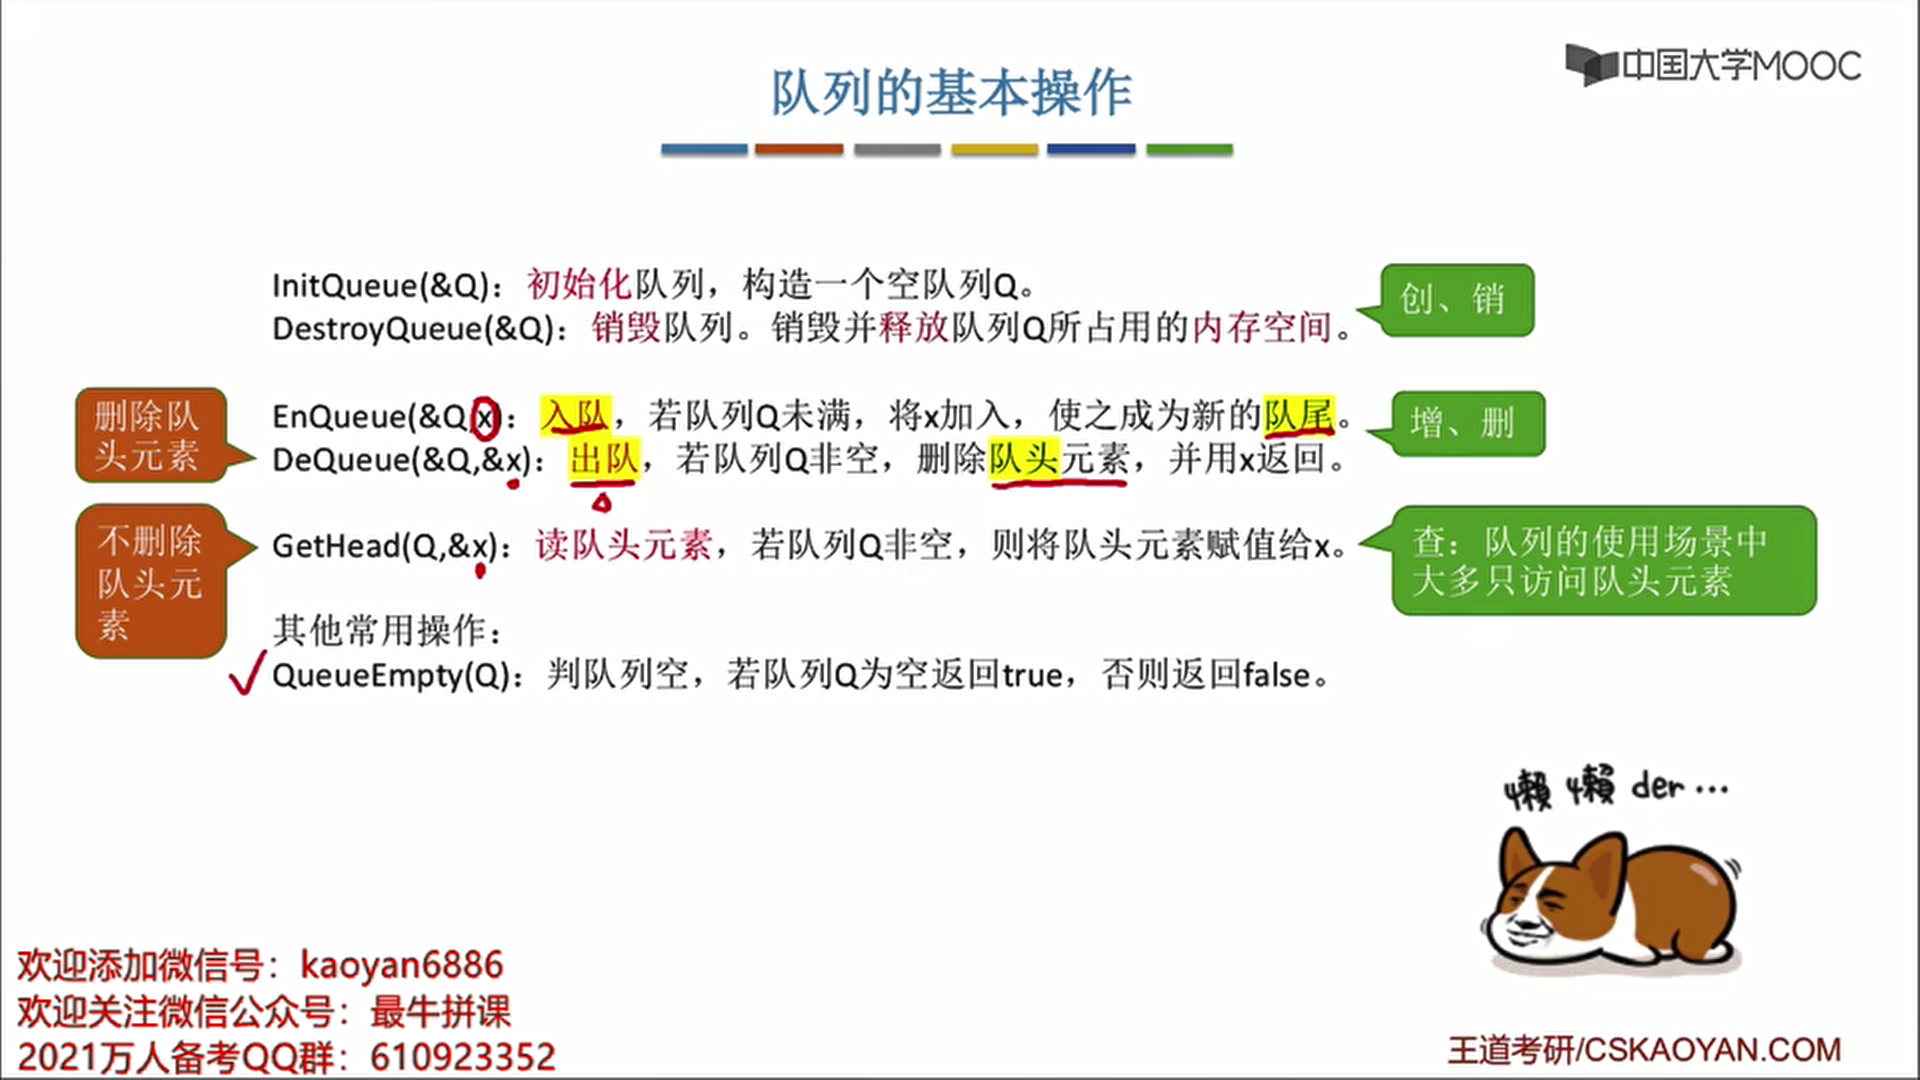 中国大学MOOC
队列的基本操作
InitQueue(&Q)：初始化队列，构造一个空队列Q。
DestroyQueue(&Q)：销毁队列。销毁并释放队列Q所占用的内存空间。
创、销
删除队
头元素
EnQueue(&Q,x)：入队，若队列Q未满，将x加入，使之成为新的队尾。
DeQueue(&Q,&x)：出队，若队列Q非空，删除队头元素，并用x返回。
增、删
不删除
队头元
素
GetHead(Q,&x)：读队头元素，若队列Q非空，则将队头元素赋值给x。
查：队列的使用场景中
大多只访问队头元素
其他常用操作：
QueueEmpty(Q)：判队列空，若队列Q为空返回true，否则返回false。
懒 懒 der …
欢迎添加微信号：kaoyan6886
欢迎关注微信公众号：最牛拼课
2021万人备考QQ群：610923352
王道考研/CSKAOYAN.COM